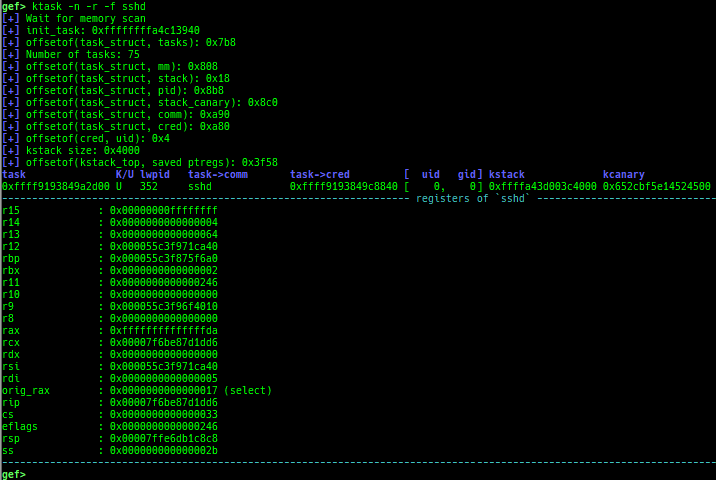 gef> ktask -n -r -f sshd
[+] Wait for memory scan
[+] init_task: 0xffffffffa4c13940
[+] offsetof(task_struct, tasks): 0x7b8
[+] Number of tasks: 75
[+] offsetof(task_struct, mm): 0x808
[+] offsetof(task_struct, stack): 0x18
[+] offsetof(task_struct, pid): 0x8b8
[+] offsetof(task_struct, stack_canary): 0x8c0
[+] offsetof(task_struct, comm): 0xa90
[+] offsetof(task_struct, cred): 0xa80
[+] offsetof(cred, uid): 0x4
[+] kstack size: 0x4000
[+] offsetof(kstack_top, saved ptregs): 0x3f58
task K/U lwpid task->comm task->cred [ uid gid] kstack kcanary
0xffff9193849a2d00 U 352 sshd 0xffff9193849c8840 [ 0, 0] 0xffffa43d003c4000 0x652cbf5e14524500
registers of `sshd`
r15 : 0x00000000ffffffff
r14 : 0x0000000000000004
r13 : 0x0000000000000064
r12 : 0x000055c3f971ca40
rbp : 0x000055c3f875f6a0
rbx : 0x0000000000000002
r11 : 0x0000000000000246
r10 : 0x0000000000000000
r9 : 0x000055c3f96f4010
r8 : 0x0000000000000000
rax : 0xffffffffffffffda
rcx : 0x00007f6be87d1dd6
rdx : 0x0000000000000000
rsi : 0x000055c3f971ca40
rdi : 0x0000000000000005
orig_rax : 0x0000000000000017 (select)
rip : 0x00007f6be87d1dd6
cs : 0x0000000000000033
eflags : 0x0000000000000246
rsp : 0x00007ffe6db1c8c8
ss : 0x000000000000002b
gef>